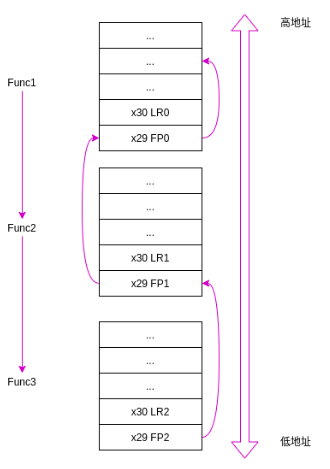 高地址
...
...
Func1
...
x30 LR0
x29 FP0
...
...
Func2
...
x30 LR1
x29 FP1
...
...
Func3
...
x30 LR2
x29 FP2
低地址